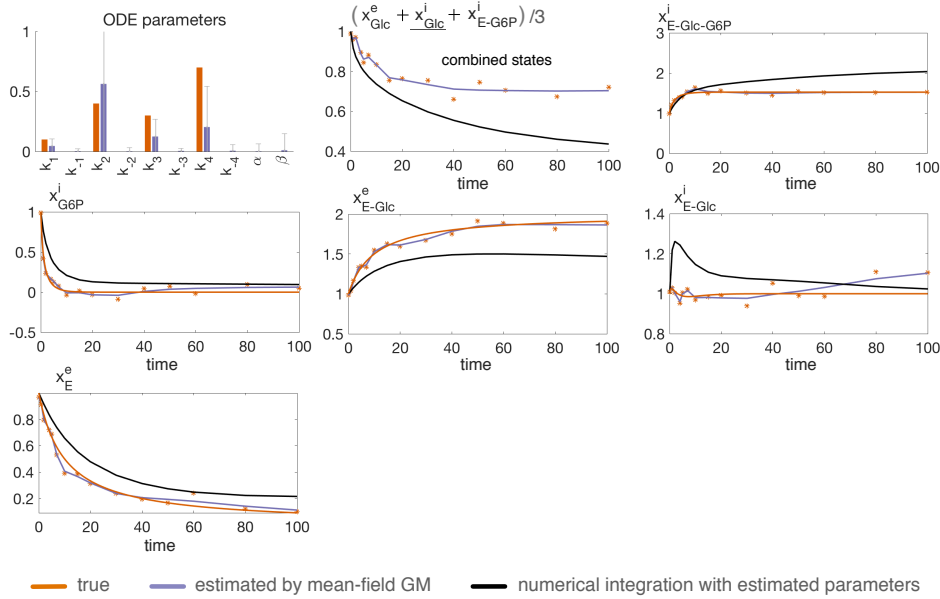 ODE parameters
1
0.5
0
k_1 k_-1 k_2 k_-2 k_3 k_-3 k_4 k_-4 α β
(x^e_Glc + x^i_Glc + x^i_E-G6P) /3
combined states
1
0.8
0.6
0.4
0 20 40 60 80 100
time
x^i_E-Glc-G6P
3
2
1
0
0 20 40 60 80 100
time
x^i_G6P
1
0.5
0
-0.5
0 20 40 60 80 100
time
x^e_E-Glc
2
1.5
1
0.5
0 20 40 60 80 100
time
x^i_E-Glc
1.4
1.2
1
0.8
0 20 40 60 80 100
time
x^e_E
0.8
0.6
0.4
0.2
0 20 40 60 80 100
time
true
estimated by mean-field GM
numerical integration with estimated parameters